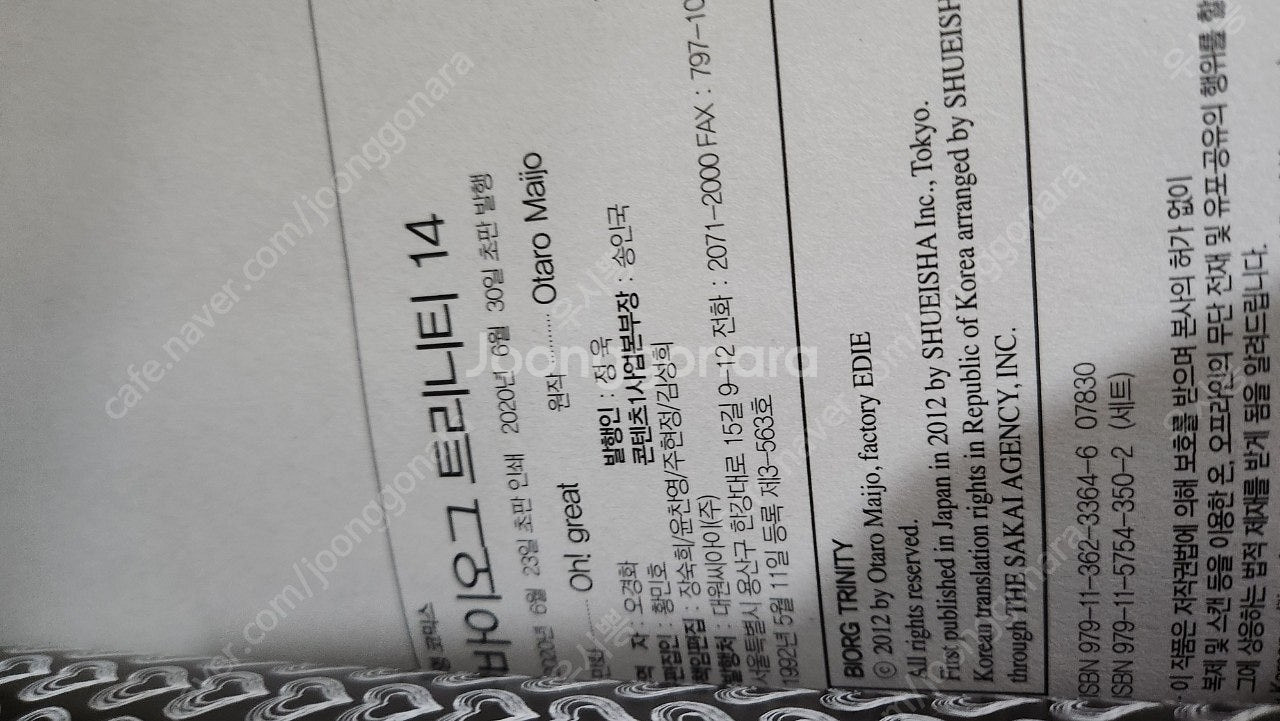 코믹스
바이오그 트리니티 14
2020년 6월 23일 초판 인쇄 2020년 6월 30일 초판 발행
만화 ........ Oh! great 원작 .......... Otaro Maijo
발행인 : 정 욱
콘텐츠1사업본부장 : 송인국
역 자 : 오경화
편집인 : 황민호
책임편집 : 장숙희/윤찬영/주현정/김성희
발행처 : 대원씨아이(주)
서울특별시 용산구 한강대로 15길 9-12 전화 : 2071-2000 FAX : 797-10
1992년 5월 11일 등록 제3-563호
BIORG TRINITY
© 2012 by Otaro Maijo, factory EDIE
All rights reserved.
First published in Japan in 2012 by SHUEISHA Inc., Tokyo.
Korean translation rights in Republic of Korea arranged by SHUEISH
through THE SAKAI AGENCY, INC.
ISBN 979-11-362-3364-6 07830
ISBN 979-11-5754-350-2 (세트)
이 작품은 저작권법에 의해 보호를 받으며 본사의 허가 없이
복제 및 스캔 등을 이용한 온, 오프라인의 무단 전재 및 유포·공유의 행위를 할
그에 상응하는 법적 제재를 받게 됨을 알려드립니다.
Joonggonara
cafe.naver.com/joonggonara